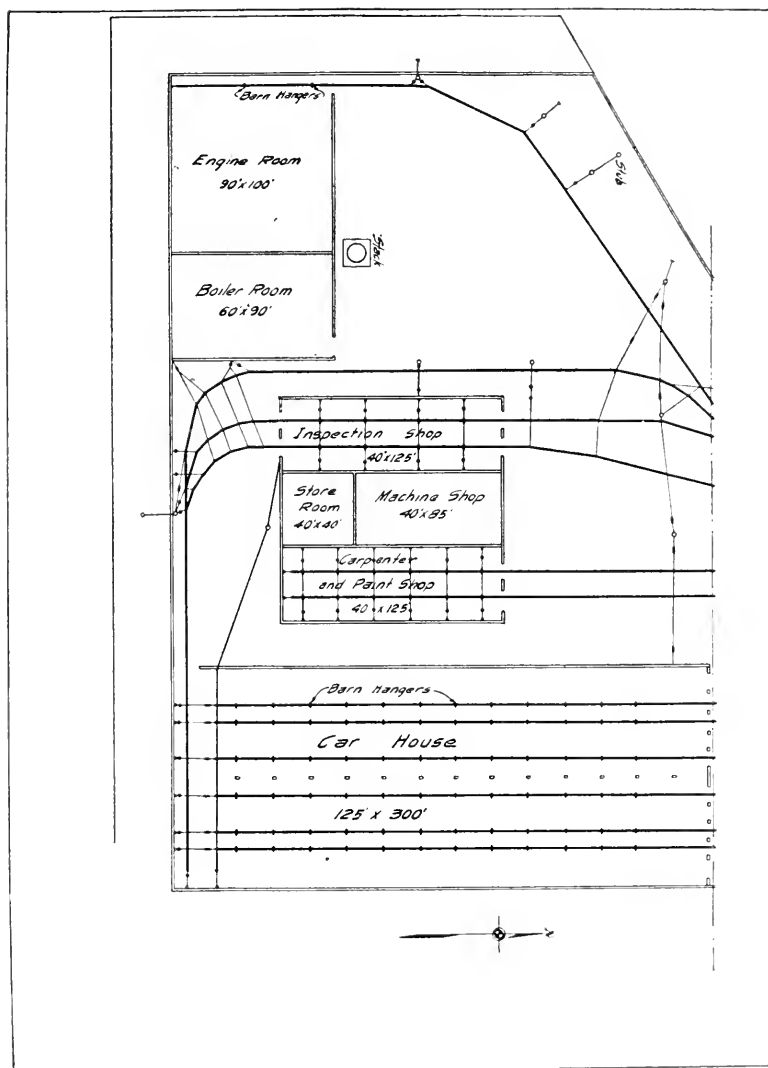 Barn Hangers
Engine Room
90'x100'
Stub
Stack
Boiler Room
60'x90'
Inspection Shop
40'x125'
Store
Room
40'x40'
Machine Shop
40'x85'
Carpenter
and Paint Shop
40 x 125
Barn Hangers
Car House
125' x 300'